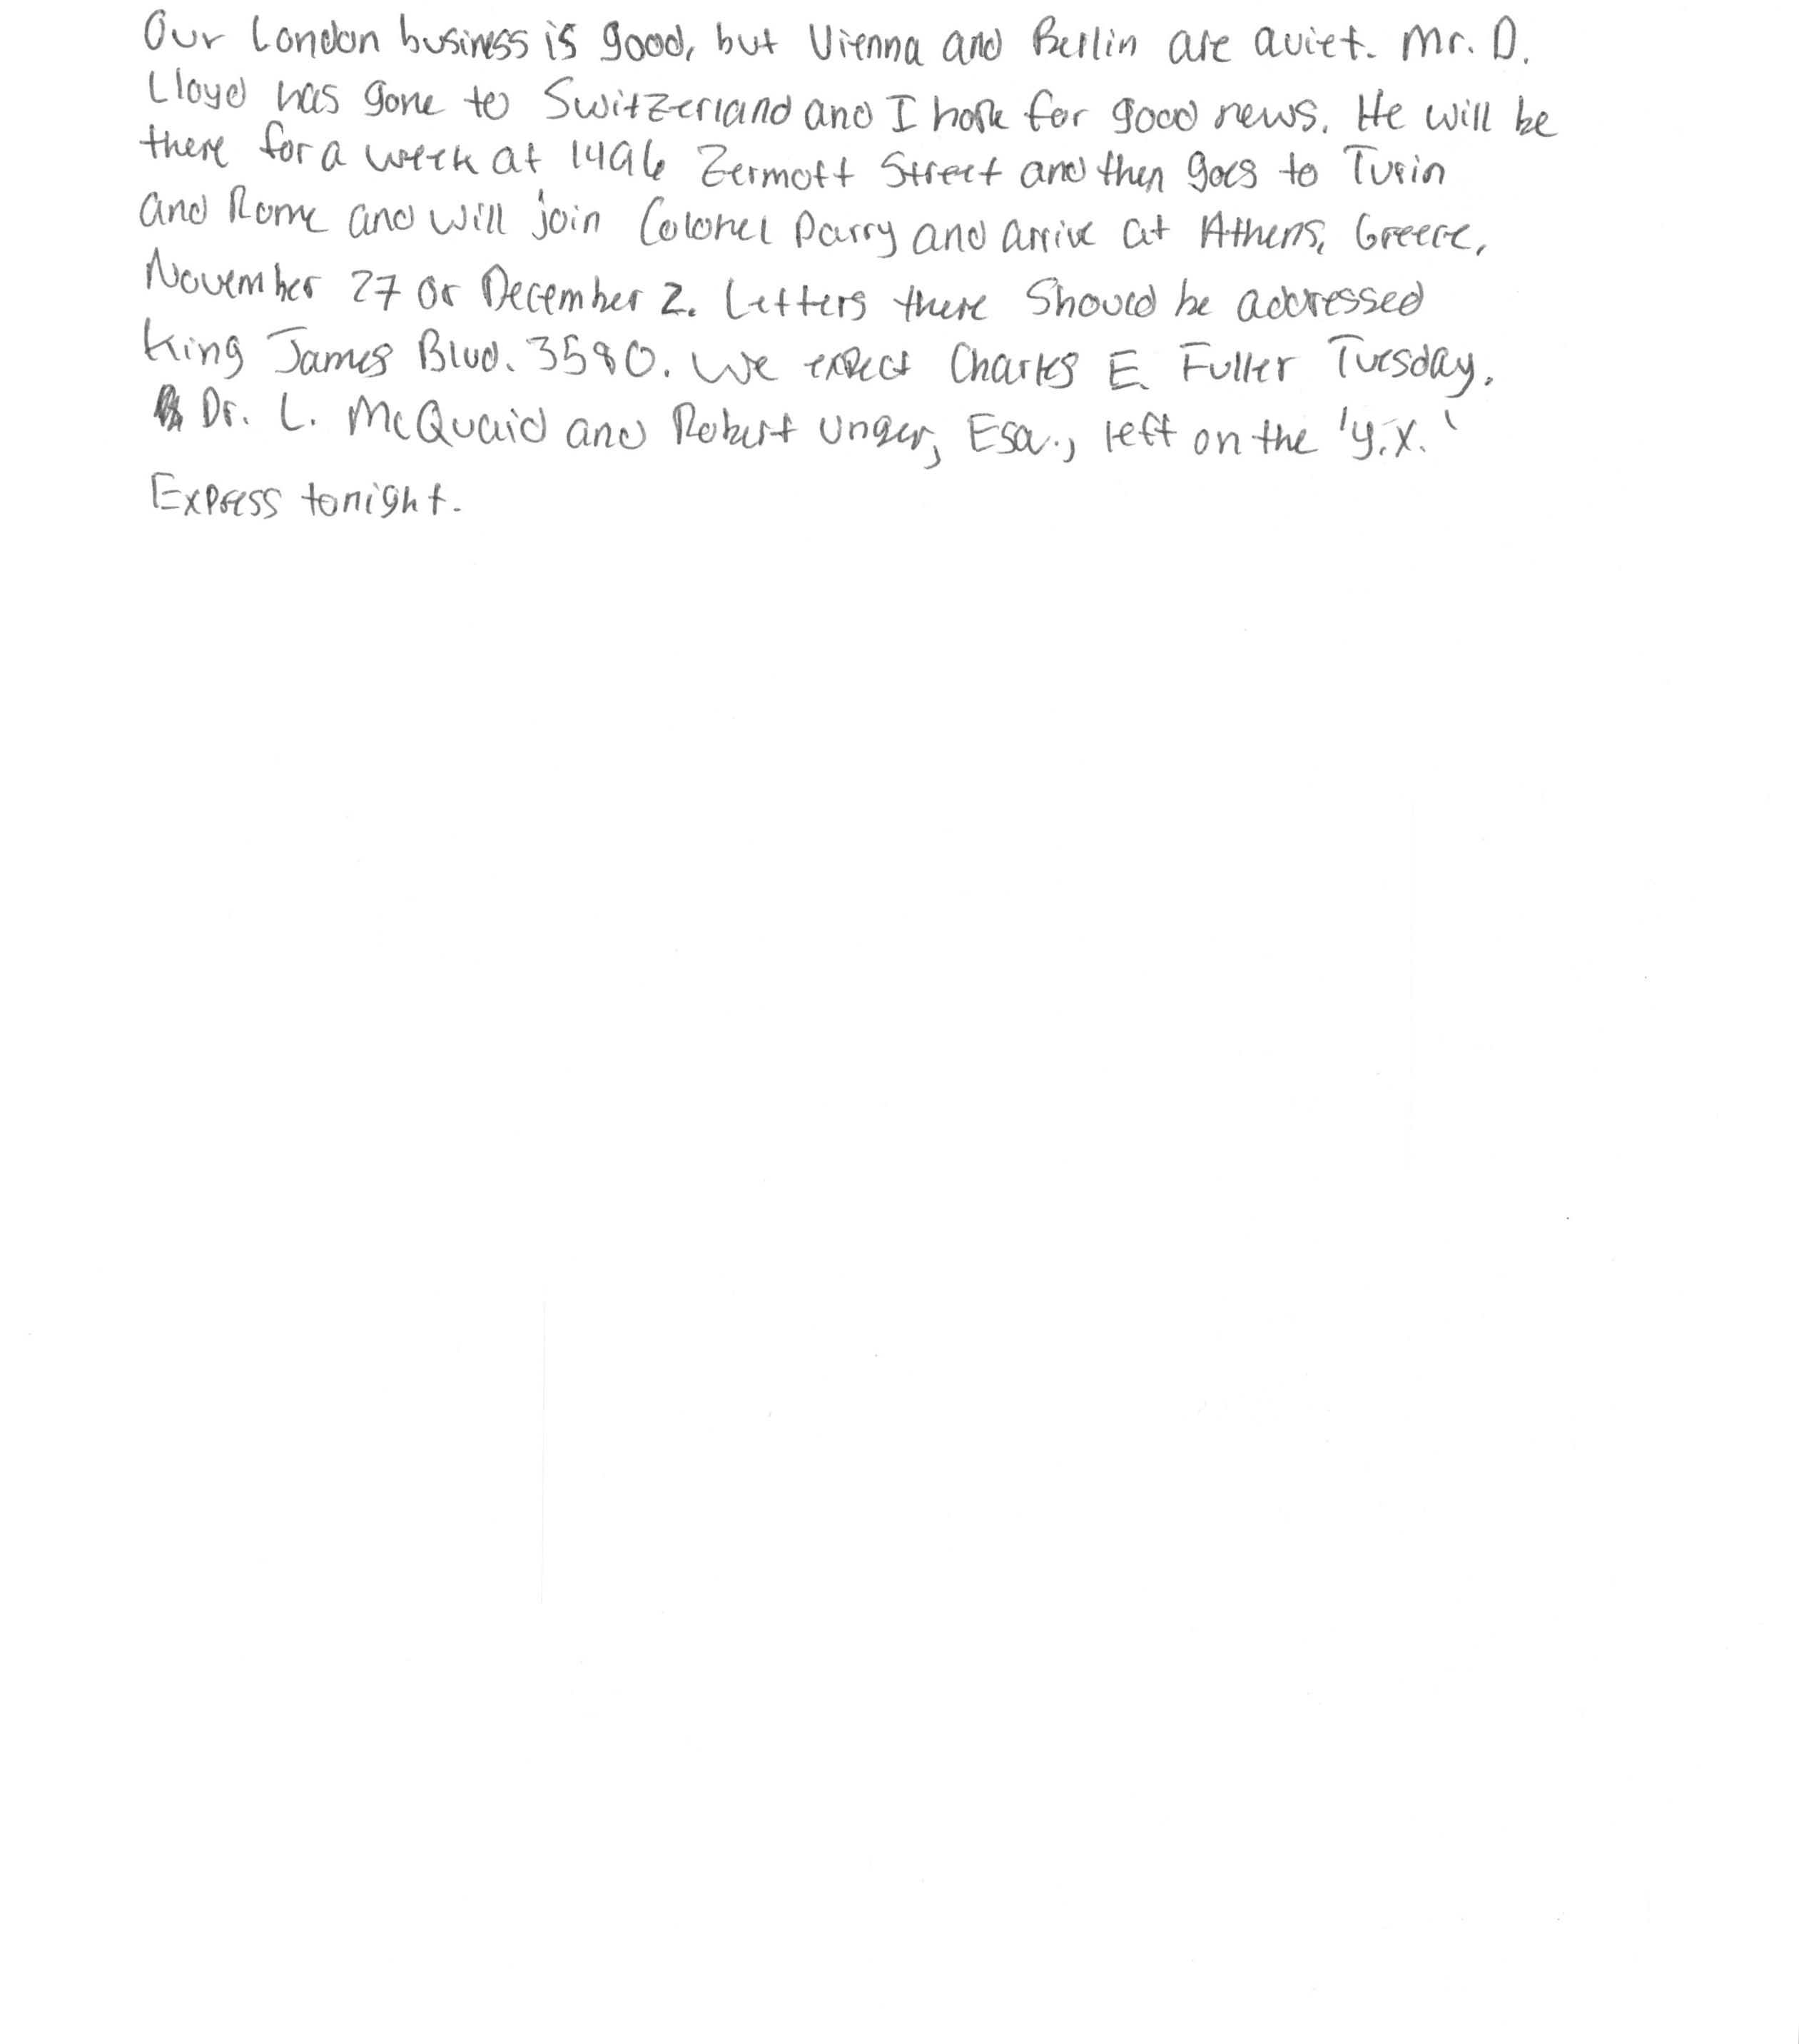 Our London business is good, but Vienna and Berlin are quiet. Mr. D.
Lloyd has gone to Switzerland and I hope for good news. He will be
there for a week at 1496 Zermott Street and then goes to Turin
and Rome and will join Colonel Parry and arrive at Athens, Greece,
November 27 or December 2. Letters there should be addressed
King James Blvd. 3580. We expect Charles E. Fuller Tuesday.
Dr. L. McQuaid and Robert Unger, Esq., left on the 'Y.X.'
Express tonight.